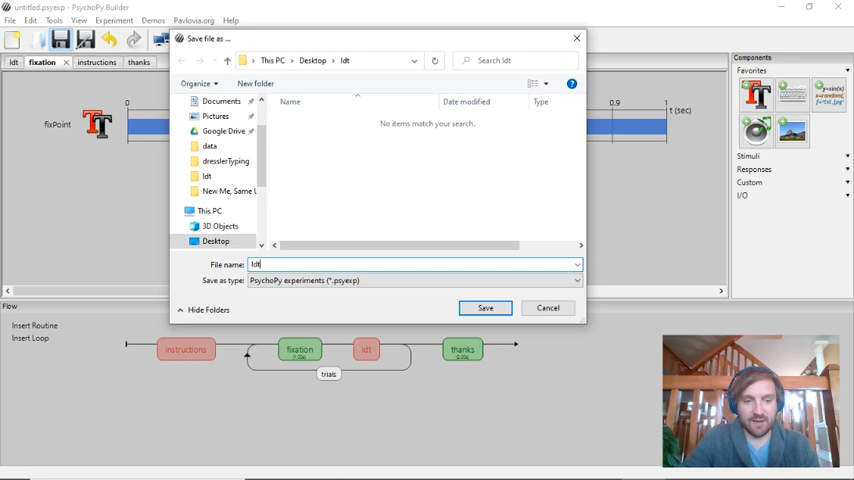 untitled.psyexp - PsychoPy Builder
File Edit Tools View Experiment Demos Pavlovia.org Help
ldt fixation instructions thanks
Save file as ...
This PC Desktop ldt
Search ldt
Organize New folder
Documents
Pictures
Google Drive
data
dresslerTyping
ldt
New Me, Same U
This PC
3D Objects
Desktop
Name Date modified Type
No items match your search.
File name: ldt
Save as type: PsychoPy experiments (*.psyexp)
Hide Folders
Save Cancel
0 0.9 1 t (sec)
fixPoint
Components
Favorites
y=sin(x)
Stimuli
Responses
Custom
I/O
Flow
Insert Routine
Insert Loop
instructions fixation ldt thanks
trials